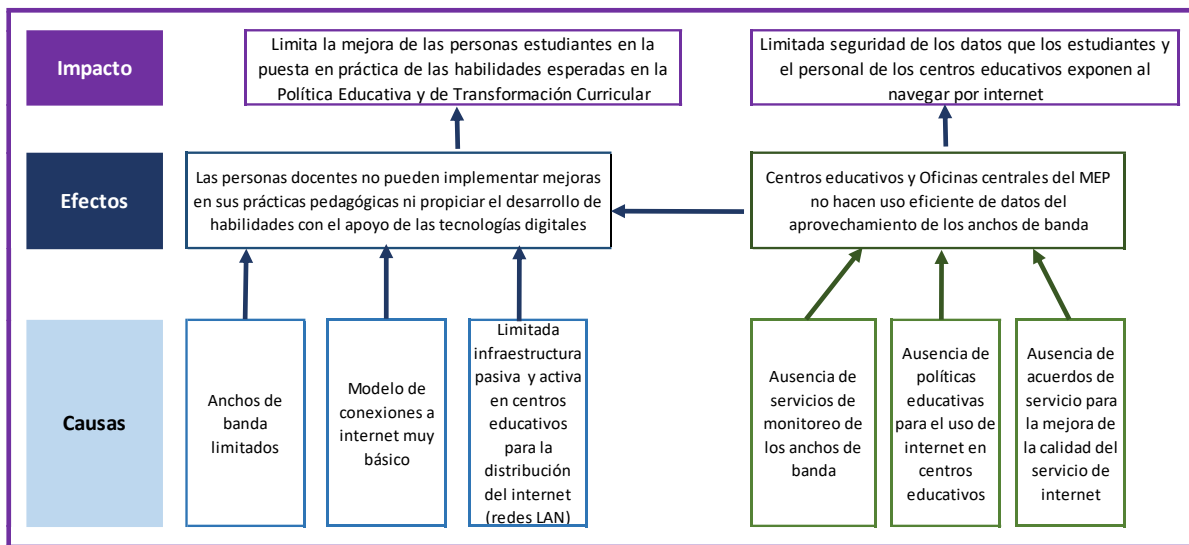 Impacto
Limita la mejora de las personas estudiantes en la
puesta en práctica de las habilidades esperadas en la
Política Educativa y de Transformación Curricular
Limitada seguridad de los datos que los estudiantes y
el personal de los centros educativos exponen al
navegar por internet
Efectos
Las personas docentes no pueden implementar mejoras
en sus prácticas pedagógicas ni propiciar el desarrollo de
habilidades con el apoyo de las tecnologías digitales
Centros educativos y Oficinas centrales del MEP
no hacen uso eficiente de datos del
aprovechamiento de los anchos de banda
Causas
Anchos de
banda
limitados
Modelo de
conexiones a
internet muy
básico
Limitada
infraestructura
pasiva y activa
en centros
educativos
para la
distribución
del internet
(redes LAN)
Ausencia de
servicios de
monitoreo de
los anchos de
banda
Ausencia de
políticas
educativas
para el uso de
internet en
centros
educativos
Ausencia de
acuerdos de
servicio para
la mejora de
la calidad del
servicio de
internet